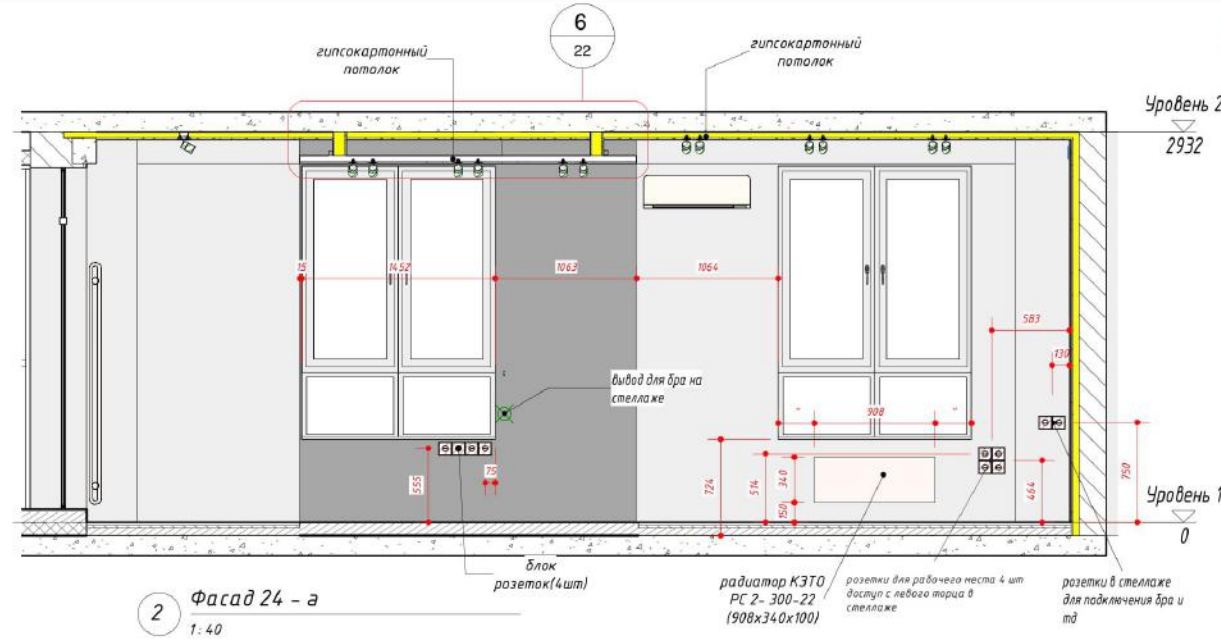 6
22
гипсокартонный
потолок
гипсокартонный
потолок
Уровень 2
2932
15
1452
1063
1064
583
130
вывод для бра на
стеллаже
908
555
75
724
514
340
150
464
750
Уровень 1
0
блок
розеток(4шт)
радиатор КЗТО
РС 2- 300-22
(908х340х100)
розетки для рабочего места 4 шт
доступ с левого торца в
стеллаже
розетки в стеллаже
для подключения бра и
тд
2
Фасад 24 - а
1 : 40